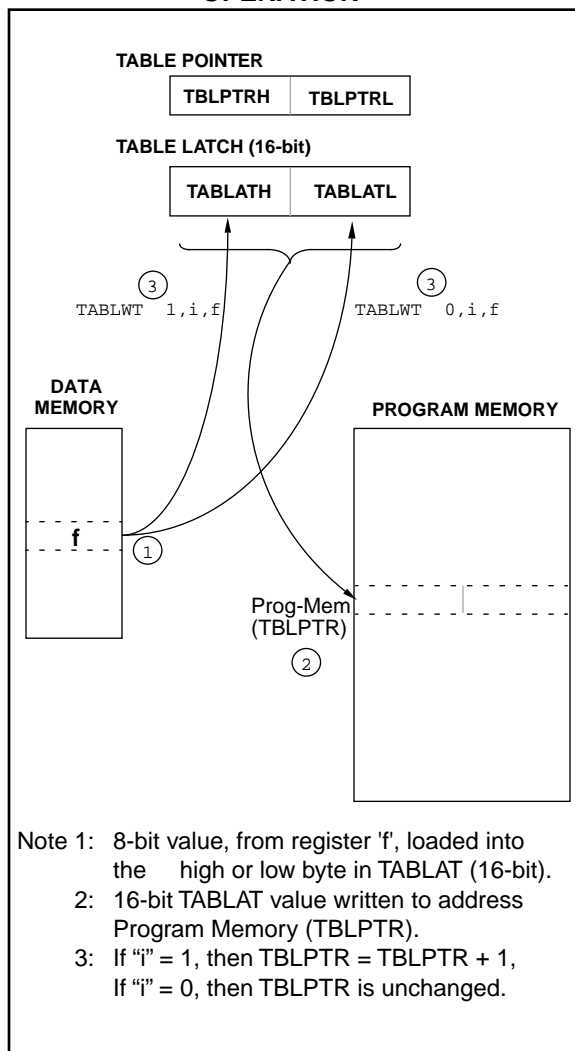 TABLE POINTER
TBLPTRH TBLPTRL
TABLE LATCH (16-bit)
TABLATH TABLATL
3 3
TABLWT 1,i,f TABLWT 0,i,f
DATA
MEMORY
PROGRAM MEMORY
f
1
Prog-Mem
(TBLPTR)
2
Note 1: 8-bit value, from register 'f', loaded into
the high or low byte in TABLAT (16-bit).
2: 16-bit TABLAT value written to address
Program Memory (TBLPTR).
3: If “i” = 1, then TBLPTR = TBLPTR + 1,
If “i” = 0, then TBLPTR is unchanged.